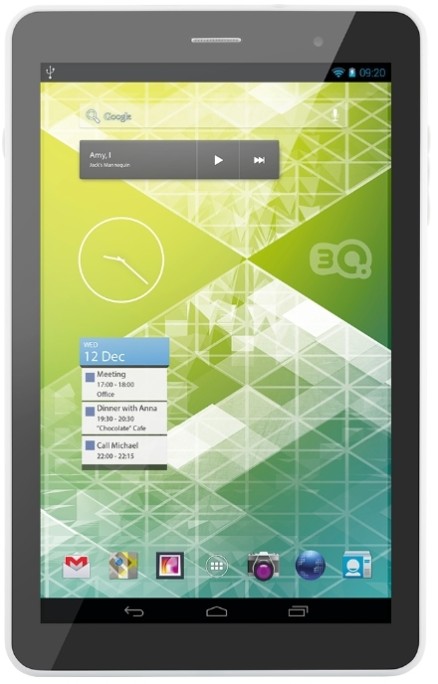 09:20
Google
Amy, I
Jack's Mannequin
3Q
WED
12 Dec
Meeting
17:00 - 18:00
Office
Dinner with Anna
19:30 - 20:30
"Chocolate" Cafe
Call Michael
22:00 - 22:15